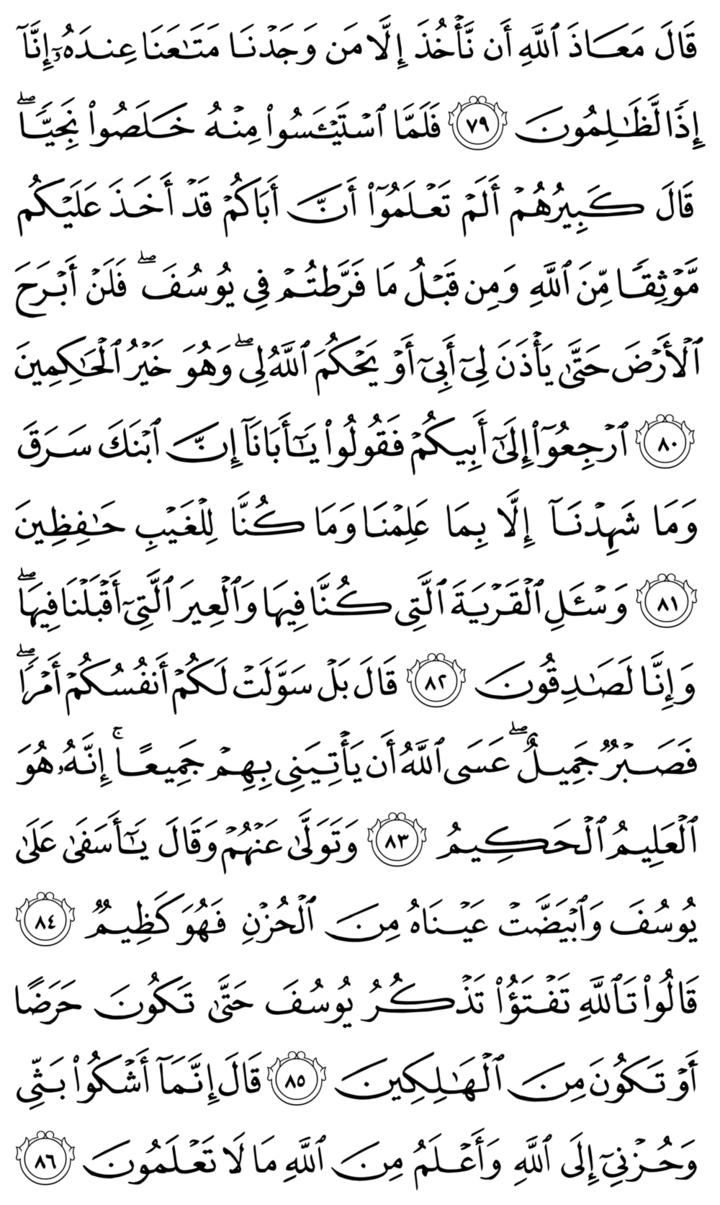 قَالَ مَعَاذَ ٱللَّهِ أَن نَّأْخُذَ إِلَّا مَن وَجَدْنَا مَتَٰعَنَا عِندَهُۥٓ إِنَّآ
إِذًا لَّظَٰلِمُونَ ٧٩ فَلَمَّا ٱسْتَيْـَٔسُوا۟ مِنْهُ خَلَصُوا۟ نَجِيًّا ۖ
قَالَ كَبِيرُهُمْ أَلَمْ تَعْلَمُوٓا۟ أَنَّ أَبَاكُمْ قَدْ أَخَذَ عَلَيْكُم
مَّوْثِقًا مِّنَ ٱللَّهِ وَمِن قَبْلُ مَا فَرَّطتُمْ فِى يُوسُفَ ۖ فَلَنْ أَبْرَحَ
ٱلْأَرْضَ حَتَّىٰ يَأْذَنَ لِىٓ أَبِىٓ أَوْ يَحْكُمَ ٱللَّهُ لِى ۖ وَهُوَ خَيْرُ ٱلْحَٰكِمِينَ
٨٠ ٱرْجِعُوٓا۟ إِلَىٰٓ أَبِيكُمْ فَقُولُوا۟ يَٰٓأَبَانَآ إِنَّ ٱبْنَكَ سَرَقَ
وَمَا شَهِدْنَآ إِلَّا بِمَا عَلِمْنَا وَمَا كُنَّا لِلْغَيْبِ حَٰفِظِينَ
٨١ وَسْـَٔلِ ٱلْقَرْيَةَ ٱلَّتِى كُنَّا فِيهَا وَٱلْعِيرَ ٱلَّتِىٓ أَقْبَلْنَا فِيهَا ۖ
وَإِنَّا لَصَٰدِقُونَ ٨٢ قَالَ بَلْ سَوَّلَتْ لَكُمْ أَنفُسُكُمْ أَمْرًا ۖ
فَصَبْرٌ جَمِيلٌ ۖ عَسَى ٱللَّهُ أَن يَأْتِيَنِى بِهِمْ جَمِيعًا ۚ إِنَّهُۥ هُوَ
ٱلْعَلِيمُ ٱلْحَكِيمُ ٨٣ وَتَوَلَّىٰ عَنْهُمْ وَقَالَ يَٰٓأَسَفَىٰ عَلَىٰ
يُوسُفَ وَٱبْيَضَّتْ عَيْنَاهُ مِنَ ٱلْحُزْنِ فَهُوَ كَظِيمٌ ٨٤
قَالُوا۟ تَٱللَّهِ تَفْتَؤُا۟ تَذْكُرُ يُوسُفَ حَتَّىٰ تَكُونَ حَرَضًا
أَوْ تَكُونَ مِنَ ٱلْهَٰلِكِينَ ٨٥ قَالَ إِنَّمَآ أَشْكُوا۟ بَثِّى
وَحُزْنِىٓ إِلَى ٱللَّهِ وَأَعْلَمُ مِنَ ٱللَّهِ مَا لَا تَعْلَمُونَ ٨٦